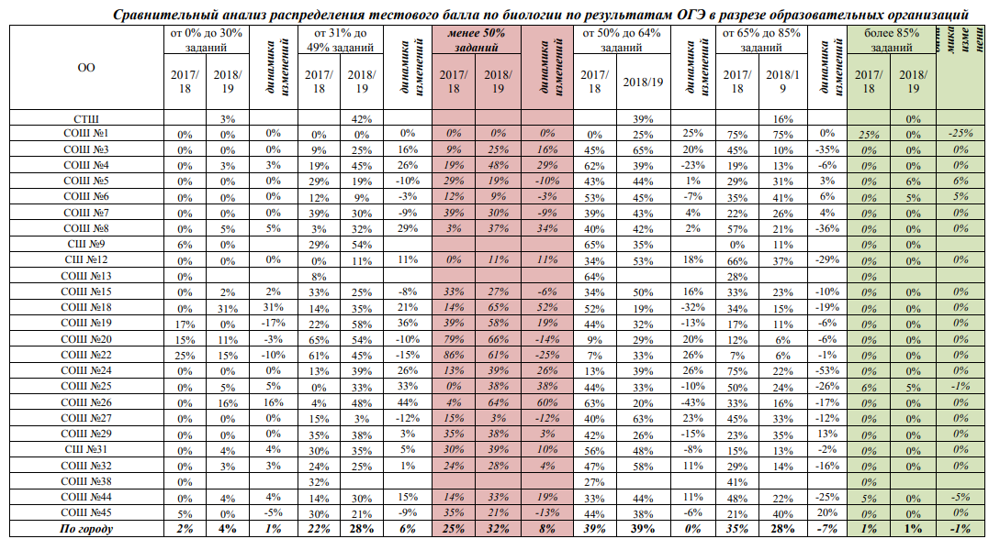 Сравнительный анализ распределения тестового балла по биологии по результатам ОГЭ в разрезе образовательных организаций
ОО от 0% до 30% заданий динамика изменений от 31% до 49% заданий динамика изменений менее 50% заданий динамика изменений от 50% до 64% заданий динамика изменений от 65% до 85% заданий динамика изменений более 85% заданий мика изме нени
2017/18 2018/19 2017/18 2018/19 2017/18 2018/19 2017/18 2018/19 2017/18 2018/19 2017/18 2018/19
СТШ 3% 42% 39% 16% 0%
СОШ №1 0% 0% 0% 0% 0% 0% 0% 0% 0% 0% 25% 25% 75% 75% 0% 25% 0% -25%
СОШ №3 0% 0% 0% 9% 25% 16% 9% 25% 16% 45% 65% 20% 45% 10% -35% 0% 0% 0%
СОШ №4 0% 3% 3% 19% 45% 26% 19% 48% 29% 62% 39% -23% 19% 13% -6% 0% 0% 0%
СОШ №5 0% 0% 0% 29% 19% -10% 29% 19% -10% 43% 44% 1% 29% 31% 3% 0% 6% 6%
СОШ №6 0% 0% 0% 12% 9% -3% 12% 9% -3% 53% 45% -7% 35% 41% 6% 0% 5% 5%
СОШ №7 0% 0% 0% 39% 30% -9% 39% 30% -9% 39% 43% 4% 22% 26% 4% 0% 0% 0%
СОШ №8 0% 5% 5% 3% 32% 29% 3% 37% 34% 40% 42% 2% 57% 21% -36% 0% 0% 0%
СШ №9 6% 0% 29% 54% 65% 35% 0% 11% 0% 0%
СШ №12 0% 0% 0% 0% 11% 11% 0% 11% 11% 34% 53% 18% 66% 37% -29% 0% 0% 0%
СОШ №13 0% 8% 64% 28% 0%
СОШ №15 0% 2% 2% 33% 25% -8% 33% 27% -6% 34% 50% 16% 33% 23% -10% 0% 0% 0%
СОШ №18 0% 31% 31% 14% 35% 21% 14% 65% 52% 52% 19% -32% 34% 15% -19% 0% 0% 0%
СОШ №19 17% 0% -17% 22% 58% 36% 39% 58% 19% 44% 32% -13% 17% 11% -6% 0% 0% 0%
СОШ №20 15% 11% -3% 65% 54% -10% 79% 66% -14% 9% 29% 20% 12% 6% -6% 0% 0% 0%
СОШ №22 25% 15% -10% 61% 45% -15% 86% 61% -25% 7% 33% 26% 7% 6% -1% 0% 0% 0%
СОШ №24 0% 0% 0% 13% 39% 26% 13% 39% 26% 13% 39% 26% 75% 22% -53% 0% 0% 0%
СОШ №25 0% 5% 5% 0% 33% 33% 0% 38% 38% 44% 33% -10% 50% 24% -26% 6% 5% -1%
СОШ №26 0% 16% 16% 4% 48% 44% 4% 64% 60% 63% 20% -43% 33% 16% -17% 0% 0% 0%
СОШ №27 0% 0% 0% 15% 3% -12% 15% 3% -12% 40% 63% 23% 45% 33% -12% 0% 0% 0%
СОШ №29 0% 0% 0% 35% 38% 3% 35% 38% 3% 42% 26% -15% 23% 35% 13% 0% 0% 0%
СШ №31 0% 4% 4% 30% 35% 5% 30% 39% 10% 56% 48% -8% 15% 13% -2% 0% 0% 0%
СОШ №32 0% 3% 3% 24% 25% 1% 24% 28% 4% 47% 58% 11% 29% 14% -16% 0% 0% 0%
СОШ №38 0% 32% 27% 41% 0%
СОШ №44 0% 4% 4% 14% 30% 15% 14% 33% 19% 33% 44% 11% 48% 22% -25% 5% 0% -5%
СОШ №45 5% 0% -5% 30% 21% -9% 35% 21% -13% 44% 38% -6% 21% 40% 20% 0% 0% 0%
По городу 2% 4% 1% 22% 28% 6% 25% 32% 8% 39% 39% 0% 35% 28% -7% 1% 1% -1%